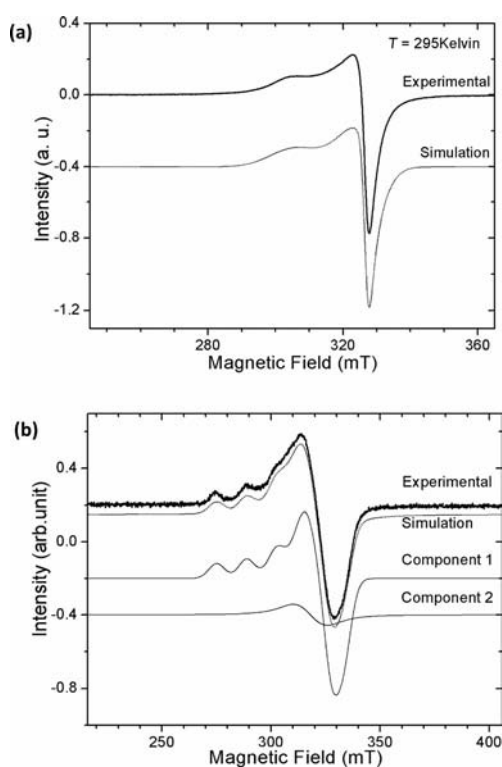 (a)
T = 295Kelvin
Experimental
Simulation
Intensity (a. u.)
0.4
0.0
-0.4
-0.8
-1.2
280
320
360
Magnetic Field (mT)
(b)
Experimental
Simulation
Component 1
Component 2
Intensity (arb.unit)
0.4
0.0
-0.4
-0.8
250
300
350
400
Magnetic Field (mT)